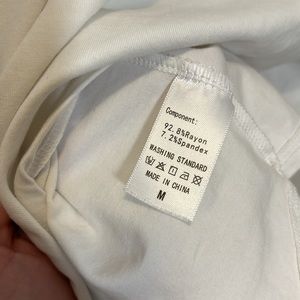 Component:
92.8%Rayon
7.2%Spandex
WASHING STANDARD
MADE IN CHINA
M